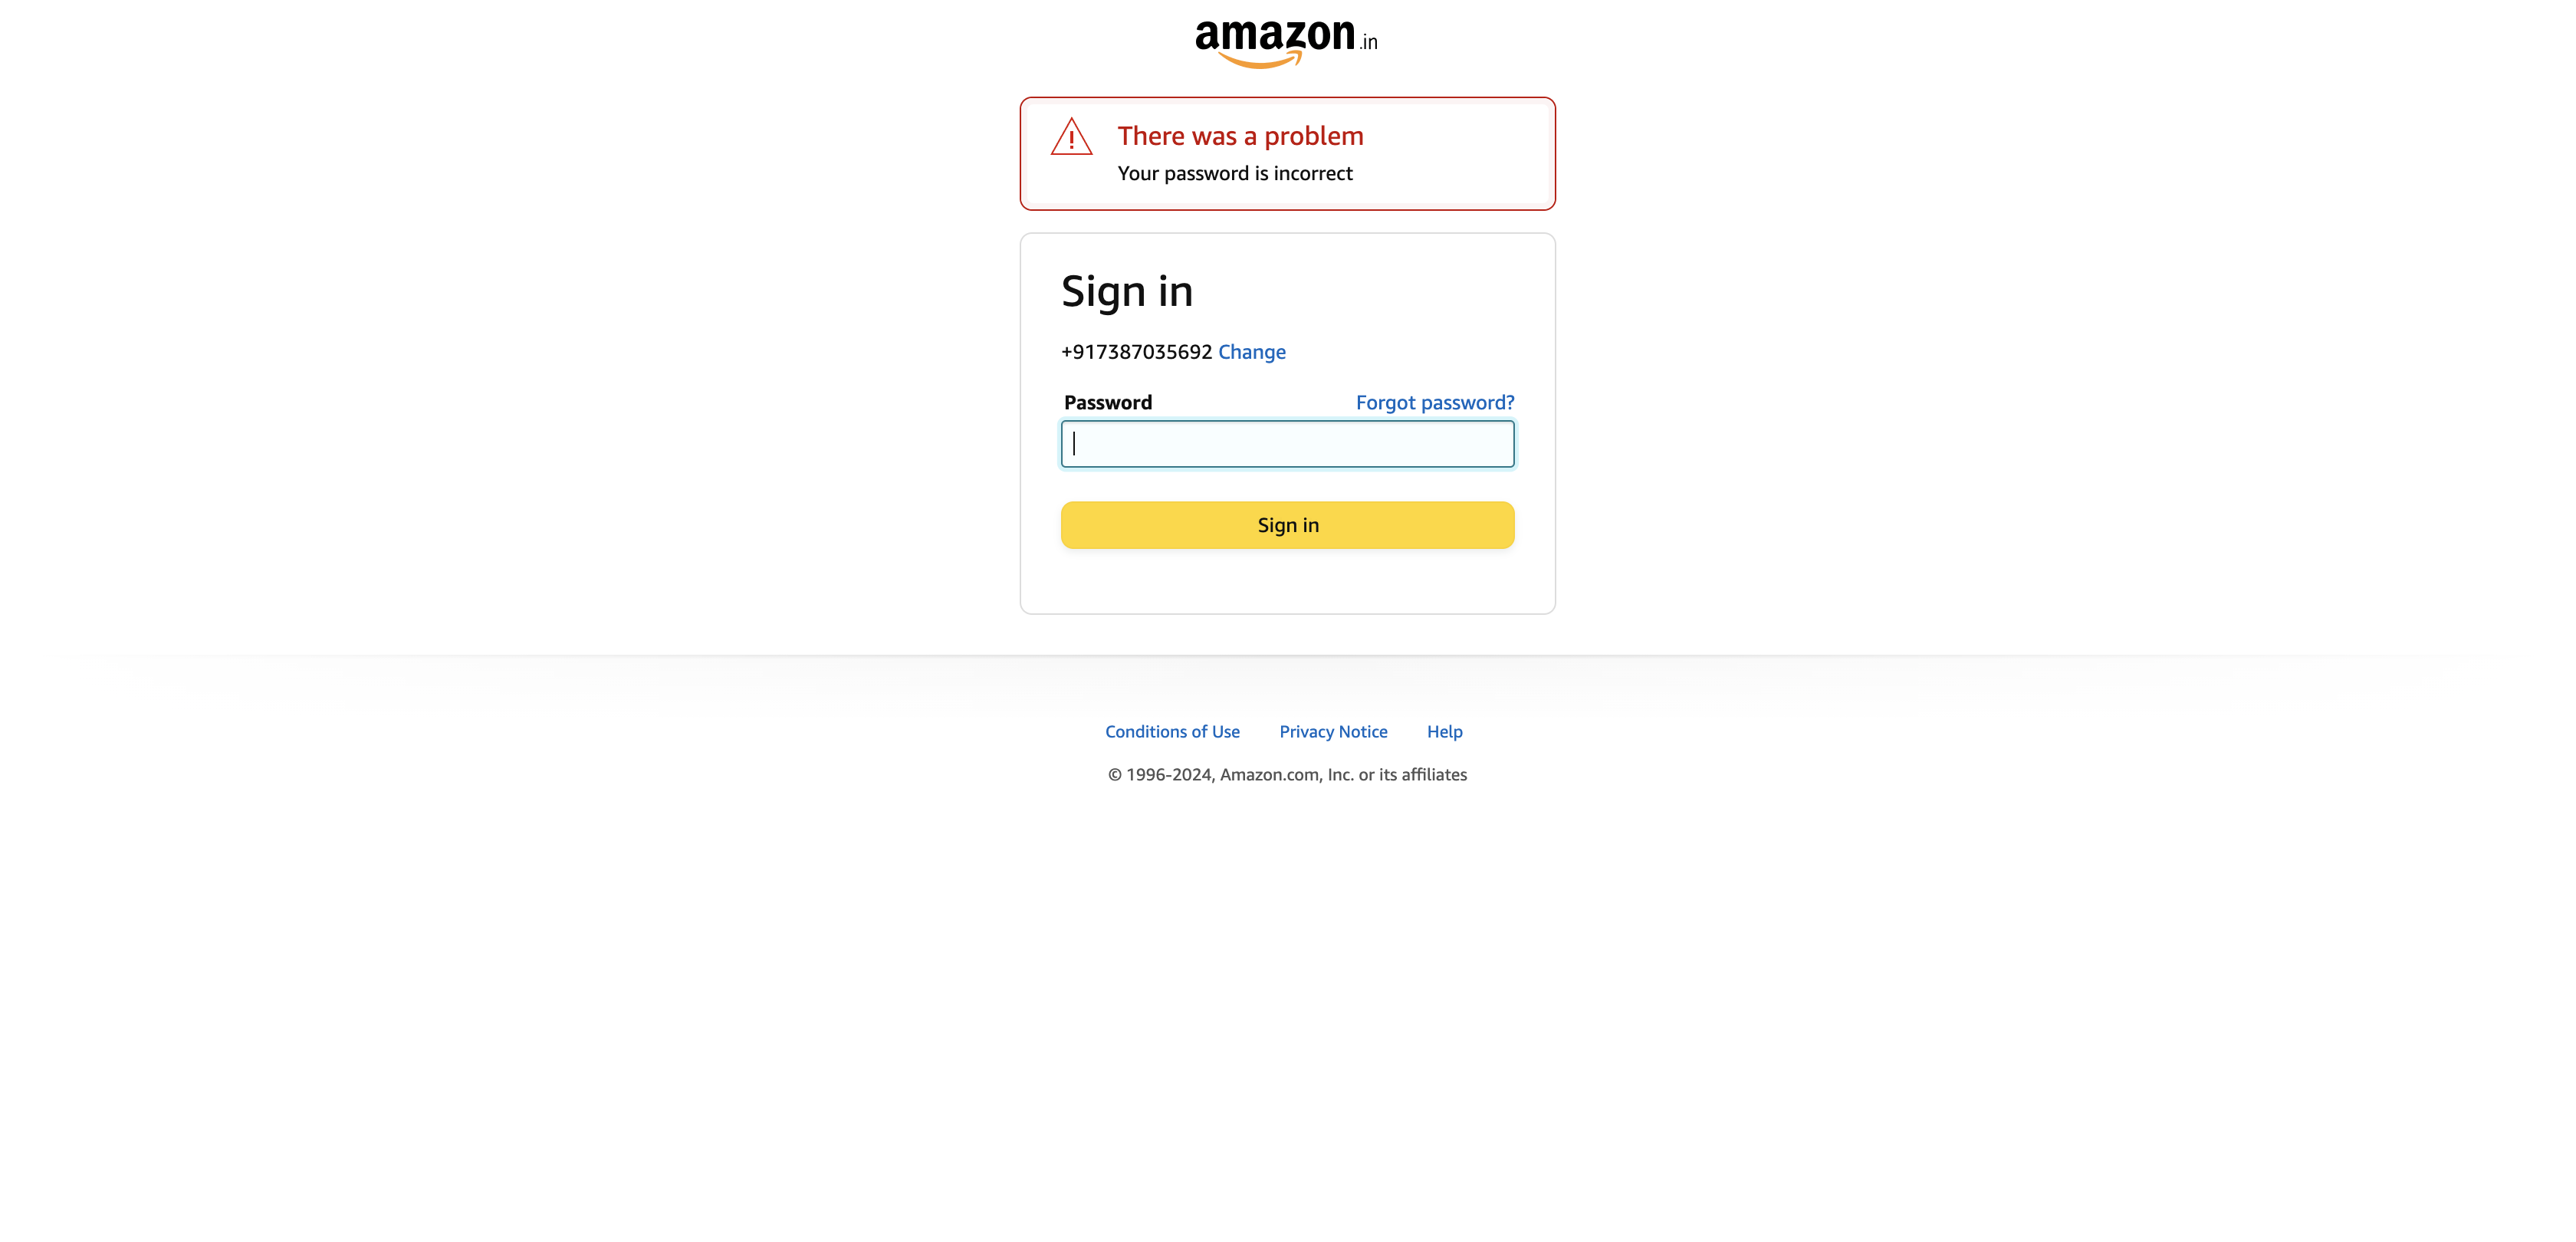 amazon.in
There was a problem
Your password is incorrect
Sign in
+917387035692 Change
Password Forgot password?
Sign in
Conditions of Use Privacy Notice Help
© 1996-2024, Amazon.com, Inc. or its affiliates